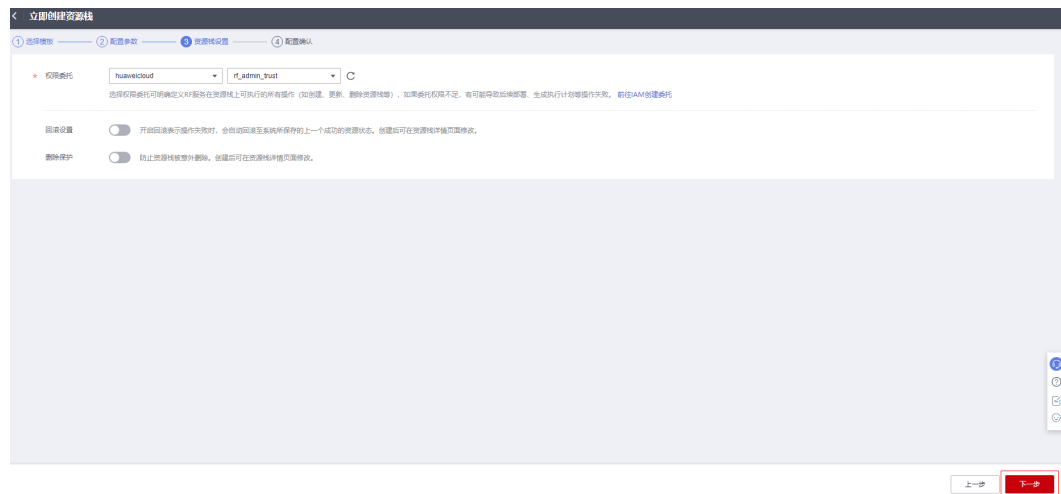 立即创建资源栈
1 选择模板 2 配置参数 3 资源栈设置 4 配置确认
* 权限委托 huaweicloud rf_admin_trust
选择权限委托可明确定义RF服务在资源栈上可执行的所有操作（如创建、更新、删除资源栈等），如果委托权限不足，有可能导致后续部署、生成执行计划等操作失败。 前往IAM创建委托
回滚设置 开启回滚表示操作失败时，会自动回滚至系统所保存的上一个成功的资源状态。创建后可在资源栈详情页面修改。
删除保护 防止资源栈被意外删除。创建后可在资源栈详情页面修改。
上一步 下一步